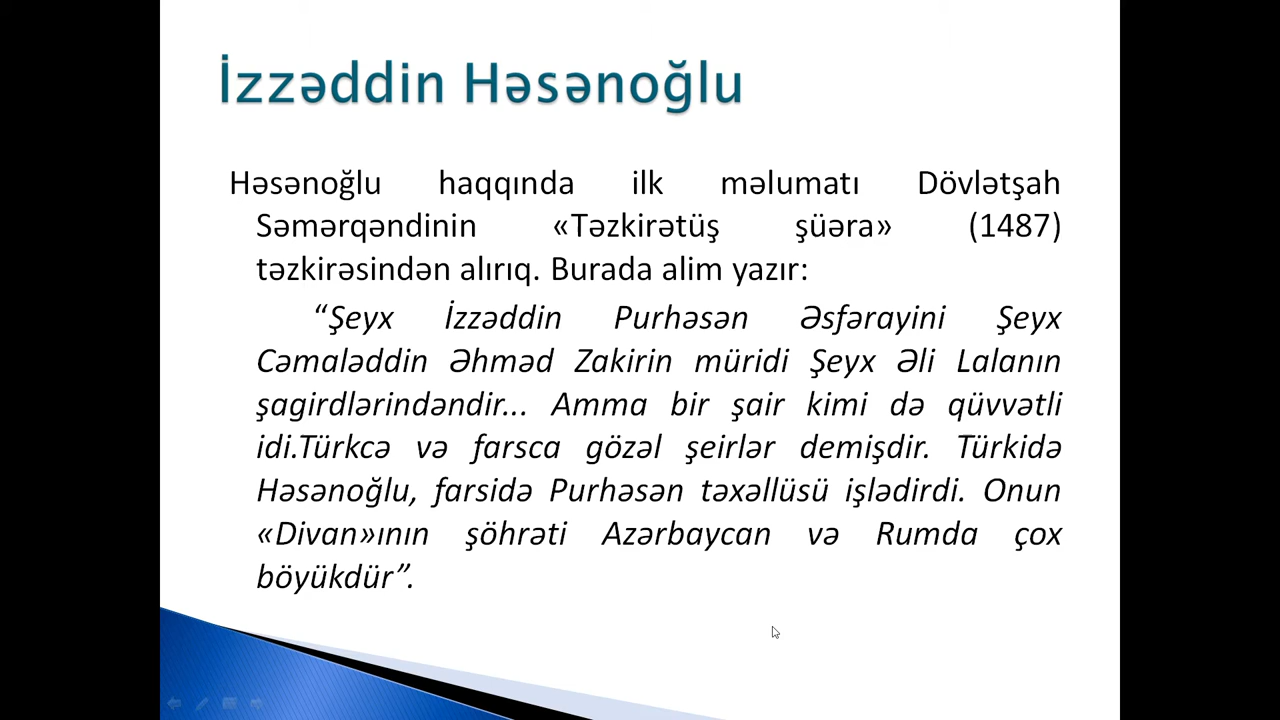 İzzəddin Həsənoğlu
Həsənoğlu haqqında ilk məlumatı Dövlətşah
Səmərqəndinin «Təzkirətüş şüəra» (1487)
təzkirəsindən alırıq. Burada alim yazır:
“Şeyx İzzəddin Purhəsən Əsfərayini Şeyx
Cəmaləddin Əhməd Zakirin müridi Şeyx Əli Lalanın
şagirdlərindəndir... Amma bir şair kimi də qüvvətli
idi.Türkcə və farsca gözəl şeirlər demişdir. Türkidə
Həsənoğlu, farsidə Purhəsən təxəllüsü işlədirdi. Onun
«Divan»ının şöhrəti Azərbaycan və Rumda çox
böyükdür”.